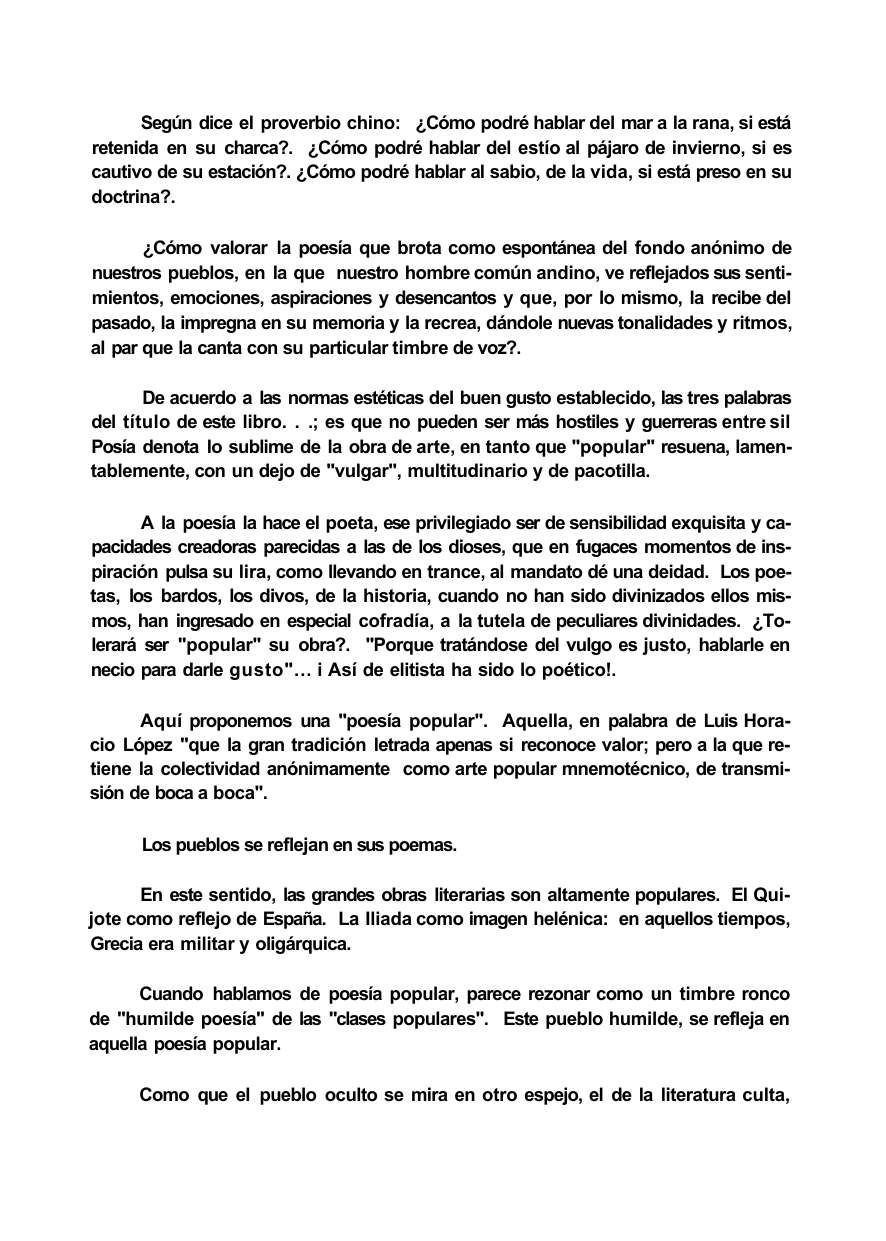 Según dice el proverbio chino: ¿Cómo podré hablar del mar a la rana, si está
retenida en su charca?. ¿Cómo podré hablar del estío al pájaro de invierno, si es
cautivo de su estación?. ¿Cómo podré hablar al sabio, de la vida, si está preso en su
doctrina?.
¿Cómo valorar la poesía que brota como espontánea del fondo anónimo de
nuestros pueblos, en la que nuestro hombre común andino, ve reflejados sus senti-
mientos, emociones, aspiraciones y desencantos y que, por lo mismo, la recibe del
pasado, la impregna en su memoria y la recrea, dándole nuevas tonalidades y ritmos,
al par que la canta con su particular timbre de voz?.
De acuerdo a las normas estéticas del buen gusto establecido, las tres palabras
del título de este libro. . .; es que no pueden ser más hostiles y guerreras entre sil
Posía denota lo sublime de la obra de arte, en tanto que "popular" resuena, lamen-
tablemente, con un dejo de "vulgar", multitudinario y de pacotilla.
A la poesía la hace el poeta, ese privilegiado ser de sensibilidad exquisita y ca-
pacidades creadoras parecidas a las de los dioses, que en fugaces momentos de ins-
piración pulsa su lira, como llevando en trance, al mandato dé una deidad. Los poe-
tas, los bardos, los divos, de la historia, cuando no han sido divinizados ellos mis-
mos, han ingresado en especial cofradía, a la tutela de peculiares divinidades. ¿To-
lerará ser "popular" su obra?. "Porque tratándose del vulgo es justo, hablarle en
necio para darle gusto"... i Así de elitista ha sido lo poético!.
Aquí proponemos una "poesía popular". Aquella, en palabra de Luis Hora-
cio López "que la gran tradición letrada apenas si reconoce valor; pero a la que re-
tiene la colectividad anónimamente como arte popular mnemotécnico, de transmi-
sión de boca a boca".
Los pueblos se reflejan en sus poemas.
En este sentido, las grandes obras literarias son altamente populares. El Qui-
jote como reflejo de España. La Iliada como imagen helénica: en aquellos tiempos,
Grecia era militar y oligárquica.
Cuando hablamos de poesía popular, parece rezonar como un timbre ronco
de "humilde poesía" de las "clases populares". Este pueblo humilde, se refleja en
aquella poesía popular.
Como que el pueblo oculto se mira en otro espejo, el de la literatura culta,